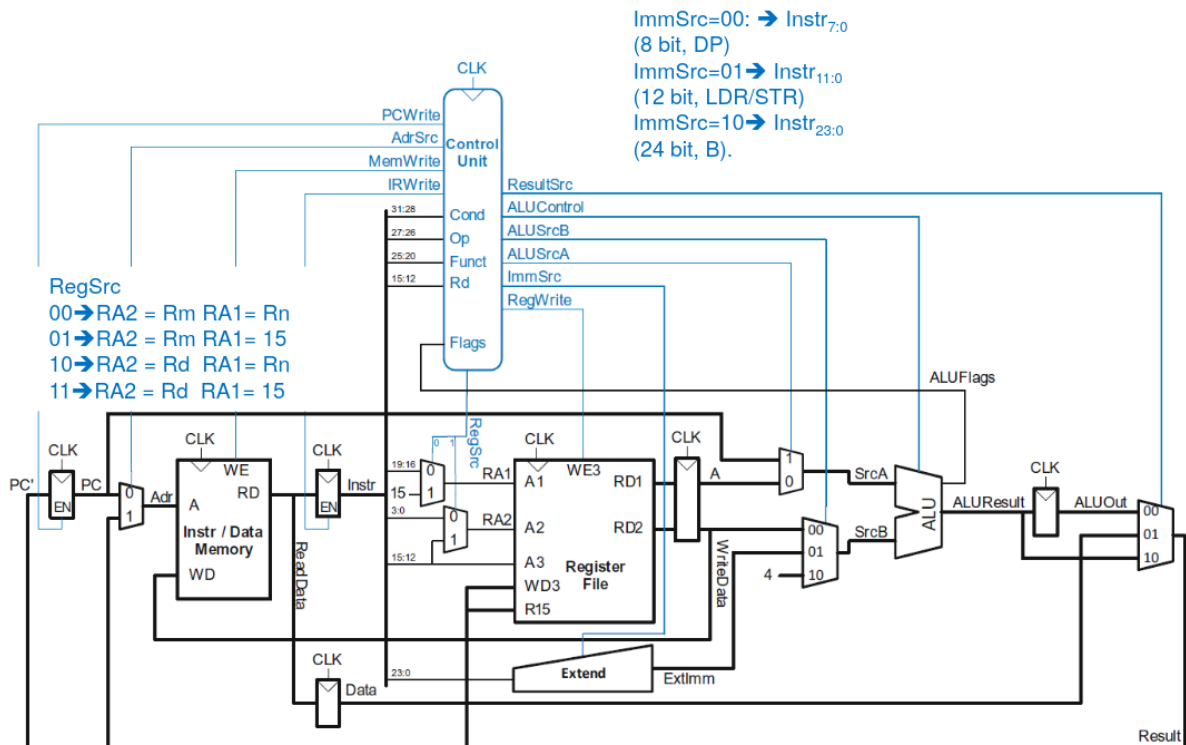 ImmSrc=00: ➔ Instr7:0
(8 bit, DP)
ImmSrc=01➔ Instr11:0
(12 bit, LDR/STR)
ImmSrc=10➔ Instr23:0
(24 bit, B).
CLK
PCWrite
AdrSrc
MemWrite
IRWrite
Control
Unit
ResultSrc
ALUControl
ALUSrcB
ALUSrcA
ImmSrc
RegWrite
31:28
Cond
27:26
Op
25:20
Funct
15:12
Rd
Flags
ALUFlags
RegSrc
00➔RA2 = Rm RA1= Rn
01➔RA2 = Rm RA1= 15
10➔RA2 = Rd RA1= Rn
11➔RA2 = Rd RA1= 15
RegSrc
0 1
CLK
PC'
PC
EN
0
1
Adr
CLK
WE
RD
A
Instr / Data
Memory
WD
CLK
EN
Instr
ReadData
19:16
0
15
1
RA1
3:0
0
RA2
1
15:12
CLK
WE3
A1
RD1
A2
RD2
A3
Register
File
WD3
R15
CLK
A
WriteData
1
0
SrcA
00
01
4
10
SrcB
ALU
ALUResult
CLK
ALUOut
00
01
10
23:0
Extend
ExtImm
CLK
Data
Result